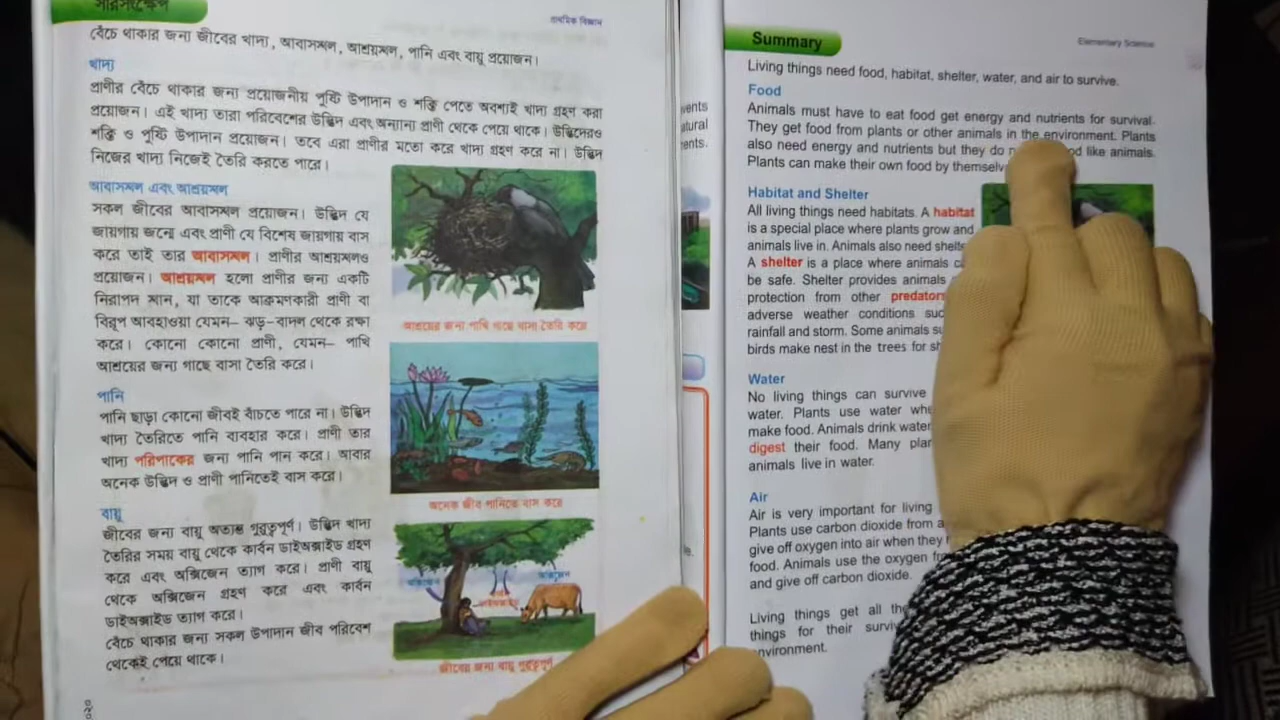 সারসংক্ষেপ
প্রাথমিক বিজ্ঞান
বেঁচে থাকার জন্য জীবের খাদ্য, আবাসস্থল, আশ্রয়স্থল, পানি এবং বায়ু প্রয়োজন।
খাদ্য
প্রাণীর বেঁচে থাকার জন্য প্রয়োজনীয় পুষ্টি উপাদান ও শক্তি পেতে অবশ্যই খাদ্য গ্রহণ করা
প্রয়োজন। এই খাদ্য তারা পরিবেশের উদ্ভিদ এবং অন্যান্য প্রাণী থেকে পেয়ে থাকে। উদ্ভিদেরও
শক্তি ও পুষ্টি উপাদান প্রয়োজন। তবে এরা প্রাণীর মতো করে খাদ্য গ্রহণ করে না। উদ্ভিদ
নিজের খাদ্য নিজেই তৈরি করতে পারে।
আবাসস্থল এবং আশ্রয়স্থল
সকল জীবের আবাসস্থল প্রয়োজন। উদ্ভিদ যে
জায়গায় জন্মে এবং প্রাণী যে বিশেষ জায়গায় বাস
করে তাই তার আবাসস্থল। প্রাণীর আশ্রয়স্থলও
প্রয়োজন। আশ্রয়স্থল হলো প্রাণীর জন্য একটি
নিরাপদ স্থান, যা তাকে আক্রমণকারী প্রাণী বা
বিরূপ আবহাওয়া যেমন– ঝড়-বাদল থেকে রক্ষা
করে। কোনো কোনো প্রাণী, যেমন– পাখি
আশ্রয়ের জন্য গাছে বাসা তৈরি করে।
আশ্রয়ের জন্য পাখি গাছে বাসা তৈরি করে
পানি
পানি ছাড়া কোনো জীবই বাঁচতে পারে না। উদ্ভিদ
খাদ্য তৈরিতে পানি ব্যবহার করে। প্রাণী তার
খাদ্য পরিপাকের জন্য পানি পান করে। আবার
অনেক উদ্ভিদ ও প্রাণী পানিতেই বাস করে।
অনেক জীব পানিতে বাস করে
বায়ু
জীবের জন্য বায়ু অত্যন্ত গুরুত্বপূর্ণ। উদ্ভিদ খাদ্য
তৈরির সময় বায়ু থেকে কার্বন ডাইঅক্সাইড গ্রহণ
করে এবং অক্সিজেন ত্যাগ করে। প্রাণী বায়ু
থেকে অক্সিজেন গ্রহণ করে এবং কার্বন
ডাইঅক্সাইড ত্যাগ করে।
বেঁচে থাকার জন্য সকল উপাদান জীব পরিবেশ
থেকেই পেয়ে থাকে।
অক্সিজেন
অক্সিজেন
জীবের জন্য বায়ু গুরুত্বপূর্ণ
Summary
Elementary Science
Living things need food, habitat, shelter, water, and air to survive.
Food
Animals must have to eat food get energy and nutrients for survival.
They get food from plants or other animals in the environment. Plants
also need energy and nutrients but they do like animals.
Plants can make their own food by
Habitat and Shelter
All living things need habitats. A habitat
is a special place where plants grow and
animals live in. Animals also need
A shelter is a place where animals
be safe. Shelter provides animals
protection from other predators
adverse weather conditions
rainfall and storm. Some animals
birds make nest in the trees for
Water
No living things can survive
water. Plants use water
make food. Animals drink water
digest their food. Many
animals live in water.
Air
Air is very important for living
Plants use carbon dioxide from
give off oxygen into air when they
food. Animals use the oxygen
and give off carbon dioxide.
Living things get all
things for their
environment.